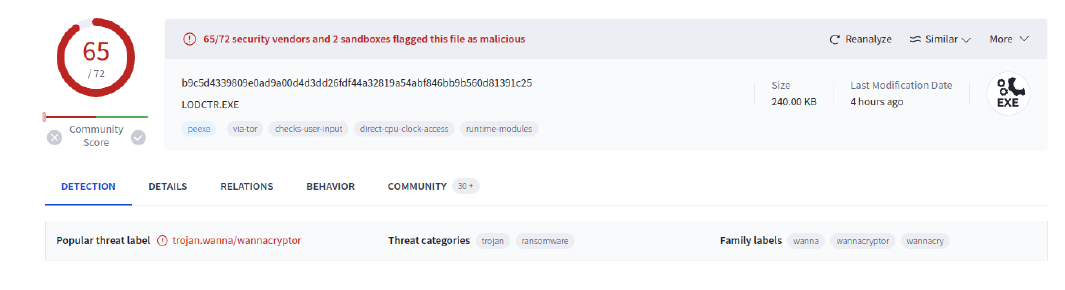 65
/ 72
Community
Score
65/72 security vendors and 2 sandboxes flagged this file as malicious
Reanalyze
Similar
More
b9c5d4339809e0ad9a00d4d3dd26fdf44a32819a54abf846bb9b560d81391c25
LODCTR.EXE
peexe via-tor checks-user-input direct-cpu-clock-access runtime-modules
Size
240.00 KB
Last Modification Date
4 hours ago
EXE
DETECTION DETAILS RELATIONS BEHAVIOR COMMUNITY 30 +
Popular threat label trojan.wanna/wannacryptor Threat categories trojan ransomware Family labels wanna wannacryptor wannacry